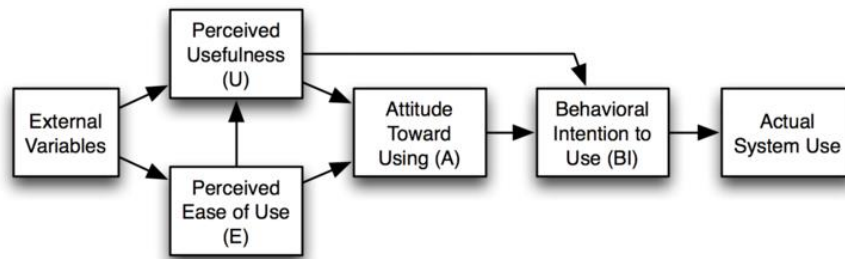 External
Variables
Perceived
Usefulness
(U)
Perceived
Ease of Use
(E)
Attitude
Toward
Using (A)
Behavioral
Intention to
Use (BI)
Actual
System Use